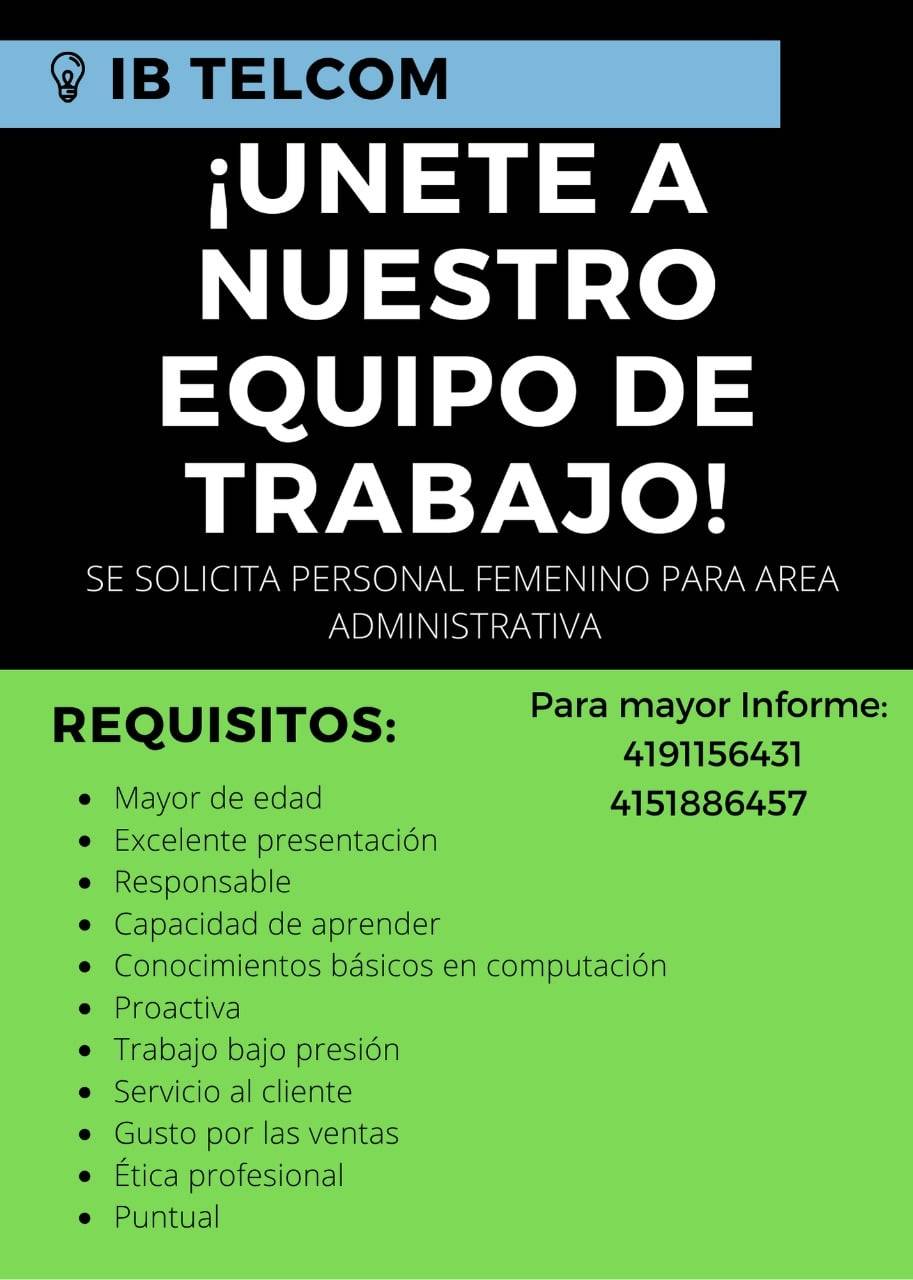 IB TELCOM
¡UNETE A
NUESTRO
EQUIPO DE
TRABAJO!
SE SOLICITA PERSONAL FEMENINO PARA AREA
ADMINISTRATIVA
REQUISITOS:
Mayor de edad
Excelente presentación
Responsable
Capacidad de aprender
Conocimientos básicos en computación
Proactiva
Trabajo bajo presión
Servicio al cliente
Gusto por las ventas
Ética profesional
Puntual
Para mayor Informe:
4191156431
4151886457